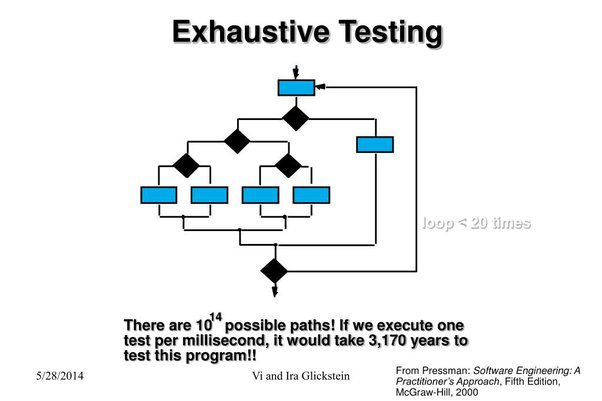 Exhaustive Testing
loop < 20 times
There are 10^14 possible paths! If we execute one
test per millisecond, it would take 3,170 years to
test this program!!
5/28/2014
Vi and Ira Glickstein
From Pressman: Software Engineering: A
Practitioner's Approach, Fifth Edition,
McGraw-Hill, 2000